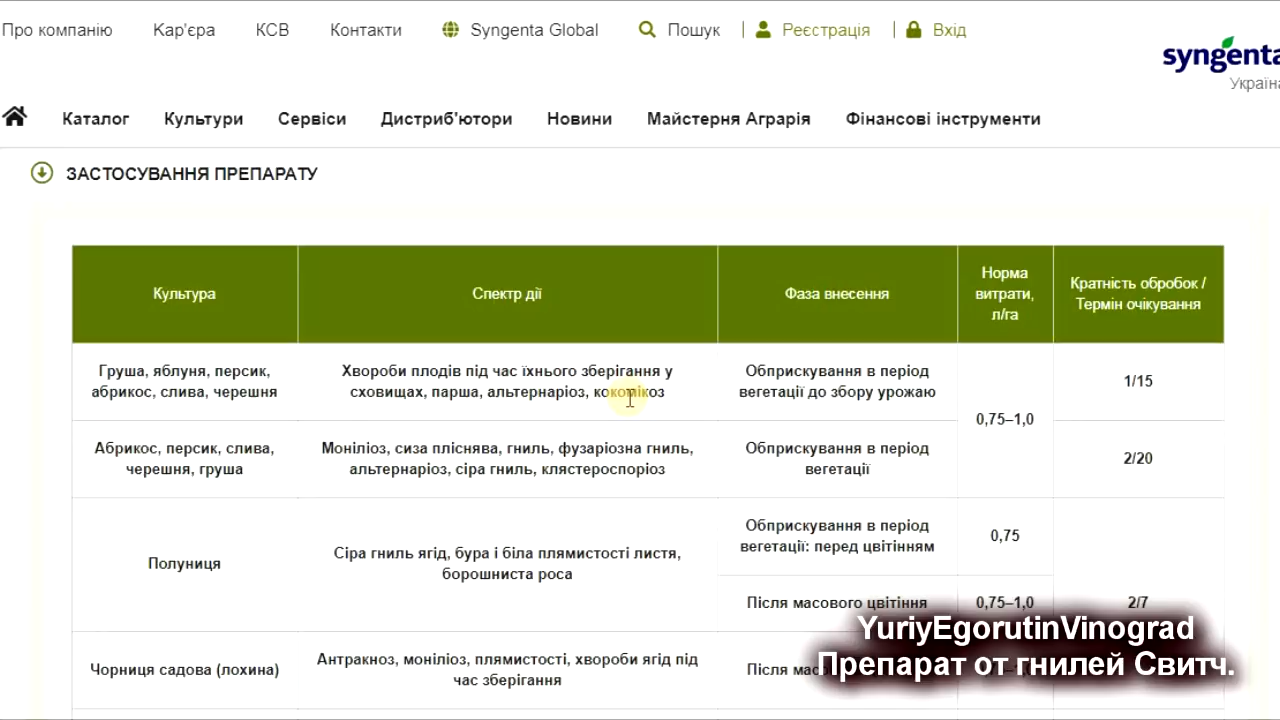 Про компанію Кар'єра КСВ Контакти Syngenta Global Пошук Реєстрація Вхід
syngenta
Україна
Каталог Культури Сервіси Дистриб'ютори Новини Майстерня Аграрія Фінансові інструменти
ЗАСТОСУВАННЯ ПРЕПАРАТУ
Культура
Спектр дії
Фаза внесення
Норма
витрати,
л/га
Кратність обробок /
Термін очікування
Груша, яблуня, персик,
абрикос, слива, черешня
Хвороби плодів під час їхнього зберігання у
сховищах, парша, альтернаріоз, кокомікоз
Обприскування в період
вегетації до збору урожаю
0,75–1,0
1/15
Абрикос, персик, слива,
черешня, груша
Моніліоз, сиза пліснява, гниль, фузаріозна гниль,
альтернаріоз, сіра гниль, клястероспоріоз
Обприскування в період
вегетації
2/20
Полуниця
Сіра гниль ягід, бура і біла плямистості листя,
борошниста роса
Обприскування в період
вегетації: перед цвітінням
0,75
Після масового цвітіння
0,75–1,0
2/7
Чорниця садова (лохина)
Антракноз, моніліоз, плямистості, хвороби ягід під
час зберігання
Після
YuriyEgorutinVinograd
Препарат от гнилей Свитч.